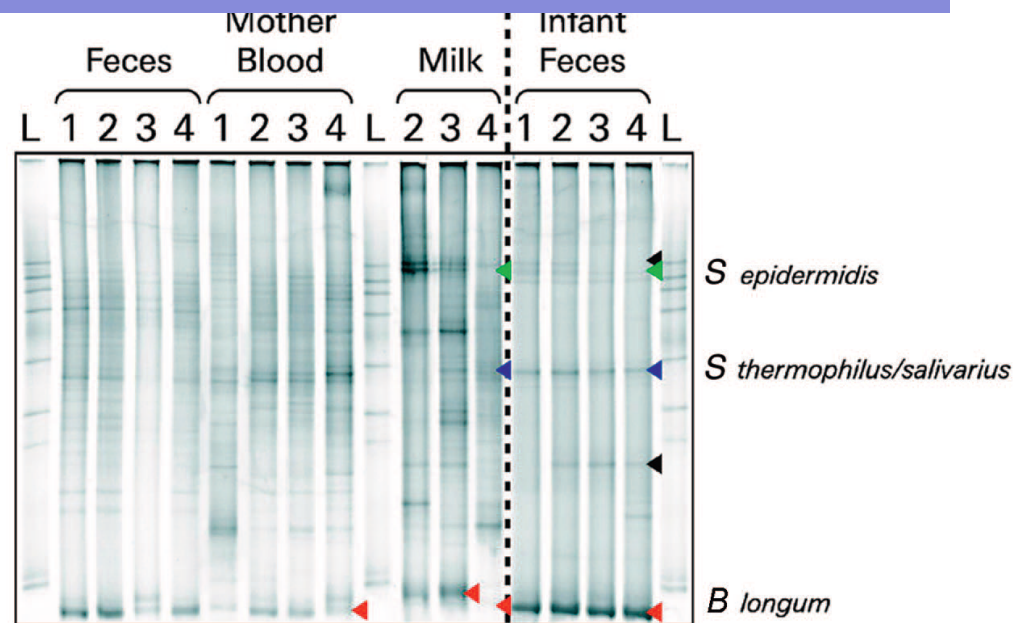 Mother Infant
Feces Blood Milk Feces
L 1 2 3 4 1 2 3 4 L 2 3 4 1 2 3 4 L
S epidermidis
S thermophilus/salivarius
B longum